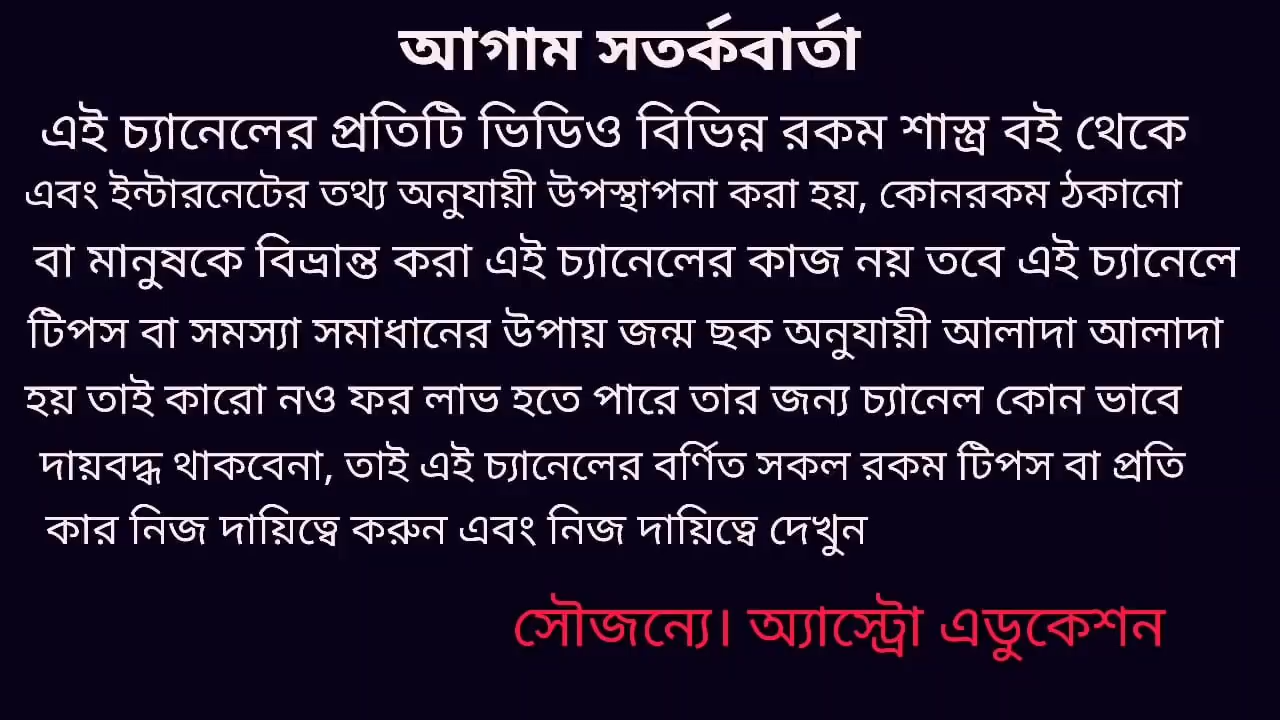 আগাম সতর্কবার্তা
এই চ্যানেলের প্রতিটি ভিডিও বিভিন্ন রকম শাস্ত্র বই থেকে
এবং ইন্টারনেটের তথ্য অনুযায়ী উপস্থাপনা করা হয়, কোনরকম ঠকানো
বা মানুষকে বিভ্রান্ত করা এই চ্যানেলের কাজ নয় তবে এই চ্যানেলে
টিপস বা সমস্যা সমাধানের উপায় জন্ম ছক অনুযায়ী আলাদা আলাদা
হয় তাই কারো নও ফর লাভ হতে পারে তার জন্য চ্যানেল কোন ভাবে
দায়বদ্ধ থাকবেনা, তাই এই চ্যানেলের বর্ণিত সকল রকম টিপস বা প্রতি
কার নিজ দায়িত্বে করুন এবং নিজ দায়িত্বে দেখুন
সৌজন্যে। অ্যাস্ট্রো এডুকেশন